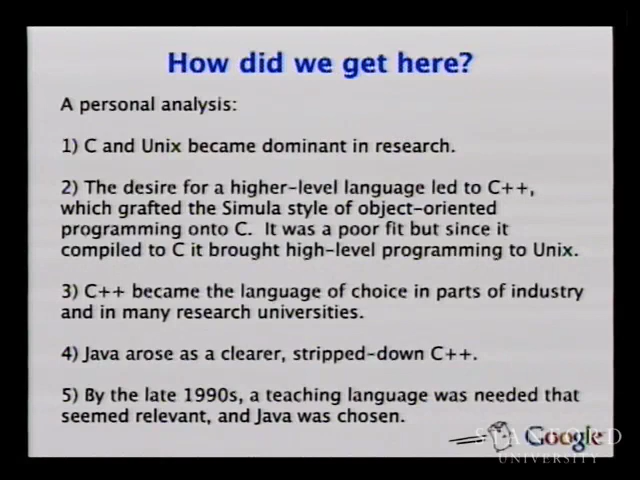 How did we get here?
A personal analysis:
1) C and Unix became dominant in research.
2) The desire for a higher-level language led to C++,
which grafted the Simula style of object-oriented
programming onto C.  It was a poor fit but since it
compiled to C it brought high-level programming to Unix.
3) C++ became the language of choice in parts of industry
and in many research universities.
4) Java arose as a clearer, stripped-down C++.
5) By the late 1990s, a teaching language was needed that
seemed relevant, and Java was chosen.
Google
STANFORD
UNIVERSITY